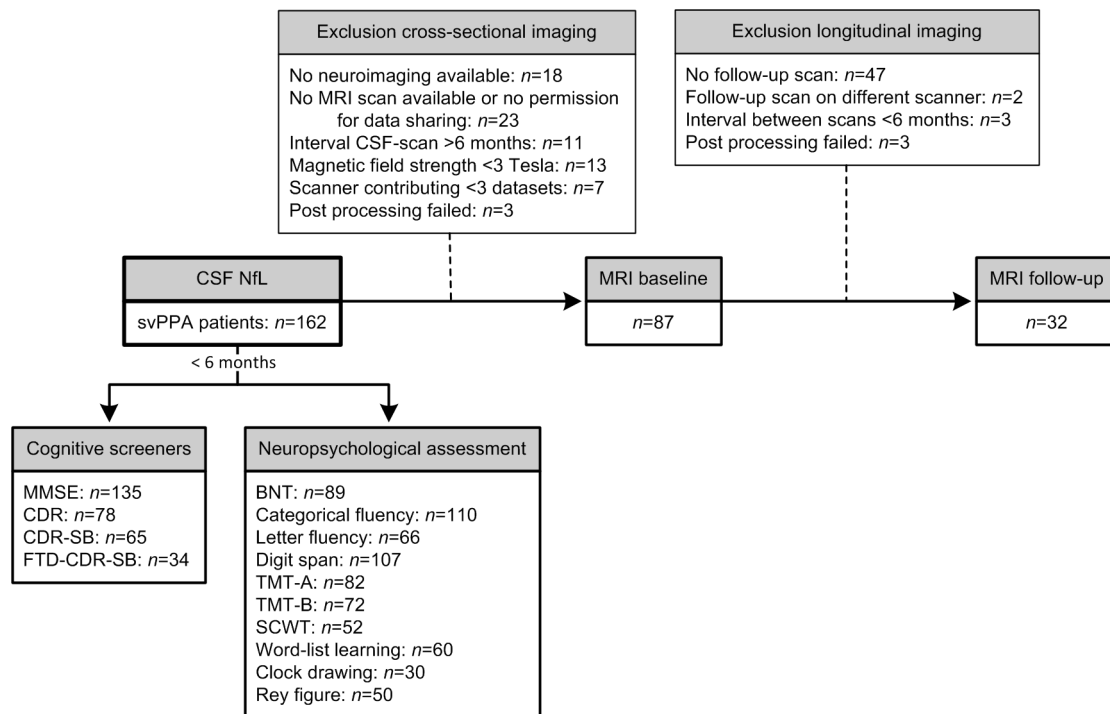 Exclusion cross-sectional imaging
No neuroimaging available: n=18
No MRI scan available or no permission
for data sharing: n=23
Interval CSF-scan >6 months: n=11
Magnetic field strength <3 Tesla: n=13
Scanner contributing <3 datasets: n=7
Post processing failed: n=3
Exclusion longitudinal imaging
No follow-up scan: n=47
Follow-up scan on different scanner: n=2
Interval between scans <6 months: n=3
Post processing failed: n=3
CSF NfL
svPPA patients: n=162
MRI baseline
n=87
MRI follow-up
n=32
< 6 months
Cognitive screeners
MMSE: n=135
CDR: n=78
CDR-SB: n=65
FTD-CDR-SB: n=34
Neuropsychological assessment
BNT: n=89
Categorical fluency: n=110
Letter fluency: n=66
Digit span: n=107
TMT-A: n=82
TMT-B: n=72
SCWT: n=52
Word-list learning: n=60
Clock drawing: n=30
Rey figure: n=50